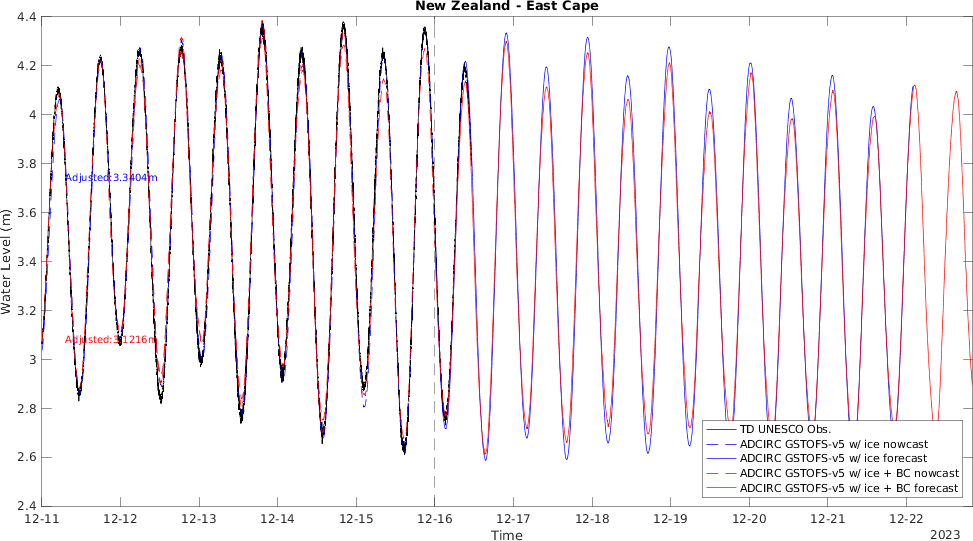 New Zealand - East Cape
4.4
4.2
4
3.8
3.6
3.4
3.2
3
2.8
2.6
2.4
Water Level (m)
Adjusted:3.3404m
Adjusted:3.1216m
TD UNESCO Obs.
ADCIRC GSTOFS-v5 w/ ice nowcast
ADCIRC GSTOFS-v5 w/ ice forecast
ADCIRC GSTOFS-v5 w/ ice + BC nowcast
ADCIRC GSTOFS-v5 w/ ice + BC forecast
12-11 12-12 12-13 12-14 12-15 12-16 12-17 12-18 12-19 12-20 12-21 12-22
Time
2023